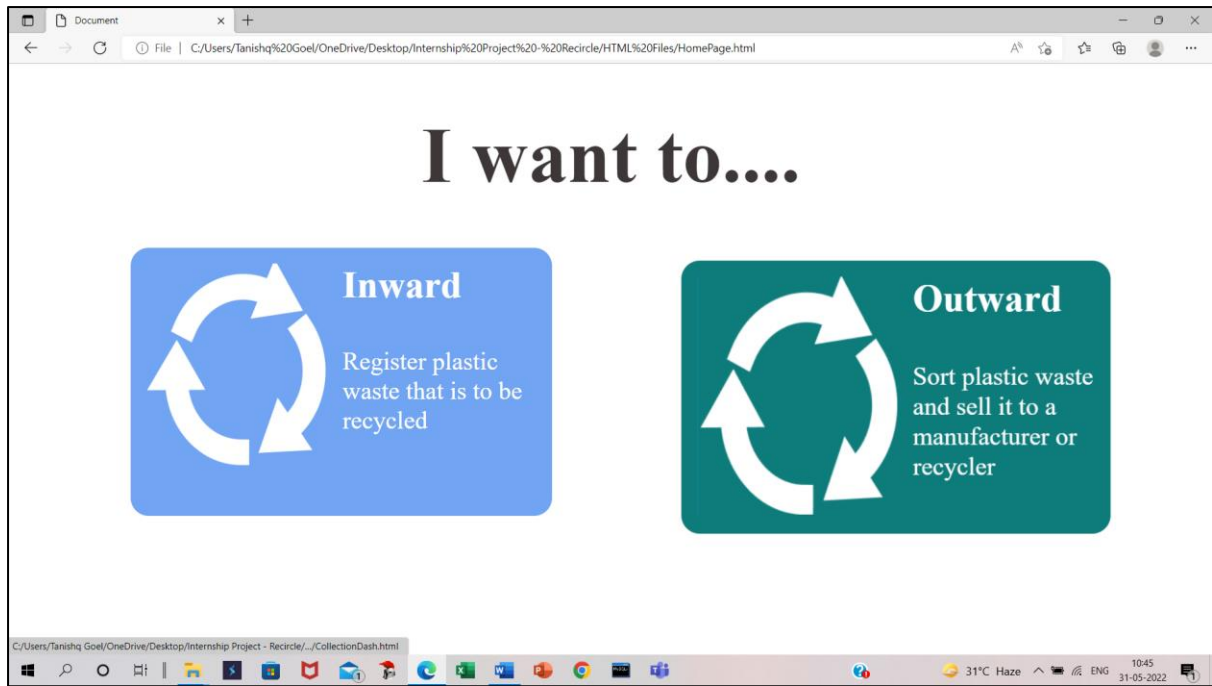 Document
File | C:/Users/Tanishq%20Goel/OneDrive/Desktop/Internship%20Project%20-%20Recircle/HTML%20Files/HomePage.html
I want to....
Inward
Register plastic
waste that is to be
recycled
Outward
Sort plastic waste
and sell it to a
manufacturer or
recycler
C:/Users/Tanishq Goel/OneDrive/Desktop/Internship Project - Recircle/.../CollectionDash.html
31°C Haze
ENG
10:45
31-05-2022